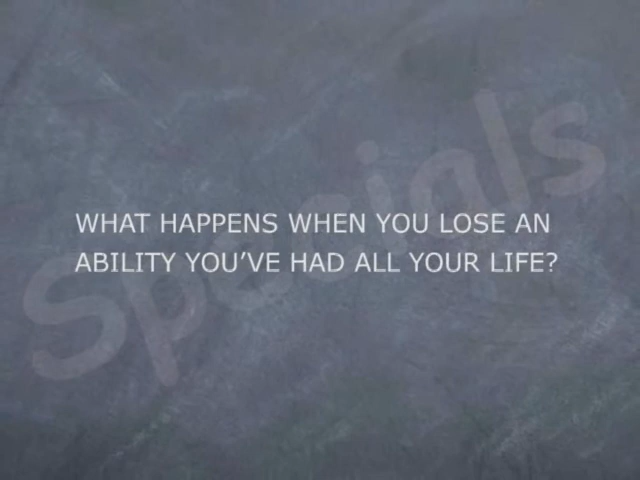 Specials
WHAT HAPPENS WHEN YOU LOSE AN
ABILITY YOU’VE HAD ALL YOUR LIFE?